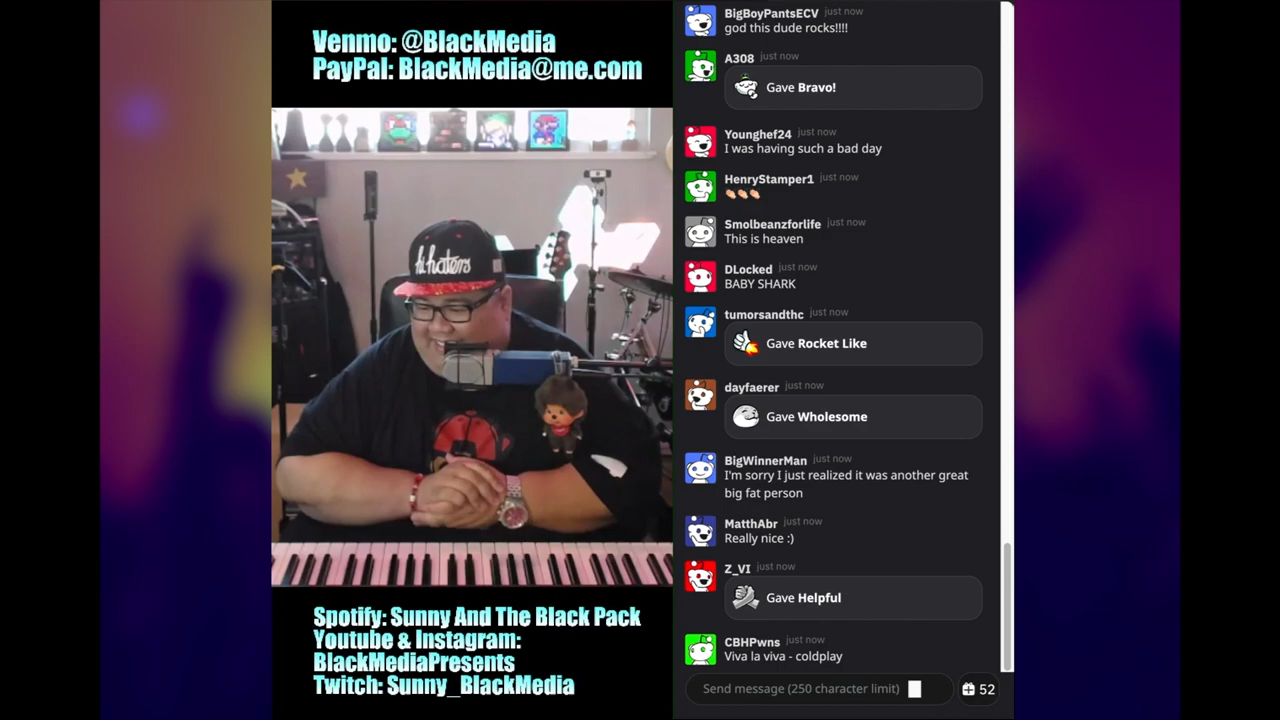 Venmo: @BlackMedia
PayPal: BlackMedia@me.com
hi haters
Spotify: Sunny And The Black Pack
Youtube & Instagram:
BlackMediaPresents
Twitch: Sunny_BlackMedia
BigBoyPantsECV just now
god this dude rocks!!!!
A308 just now
Gave Bravo!
Younghef24 just now
I was having such a bad day
HenryStamper1 just now
👏🏻👏🏻👏🏻
Smolbeanzforlife just now
This is heaven
DLocked just now
BABY SHARK
tumorsandthc just now
Gave Rocket Like
dayfaerer just now
Gave Wholesome
BigWinnerMan just now
I'm sorry I just realized it was another great
big fat person
MatthAbr just now
Really nice :)
Z_VI just now
Gave Helpful
CBHPwns just now
Viva la viva - coldplay
Send message (250 character limit)
52